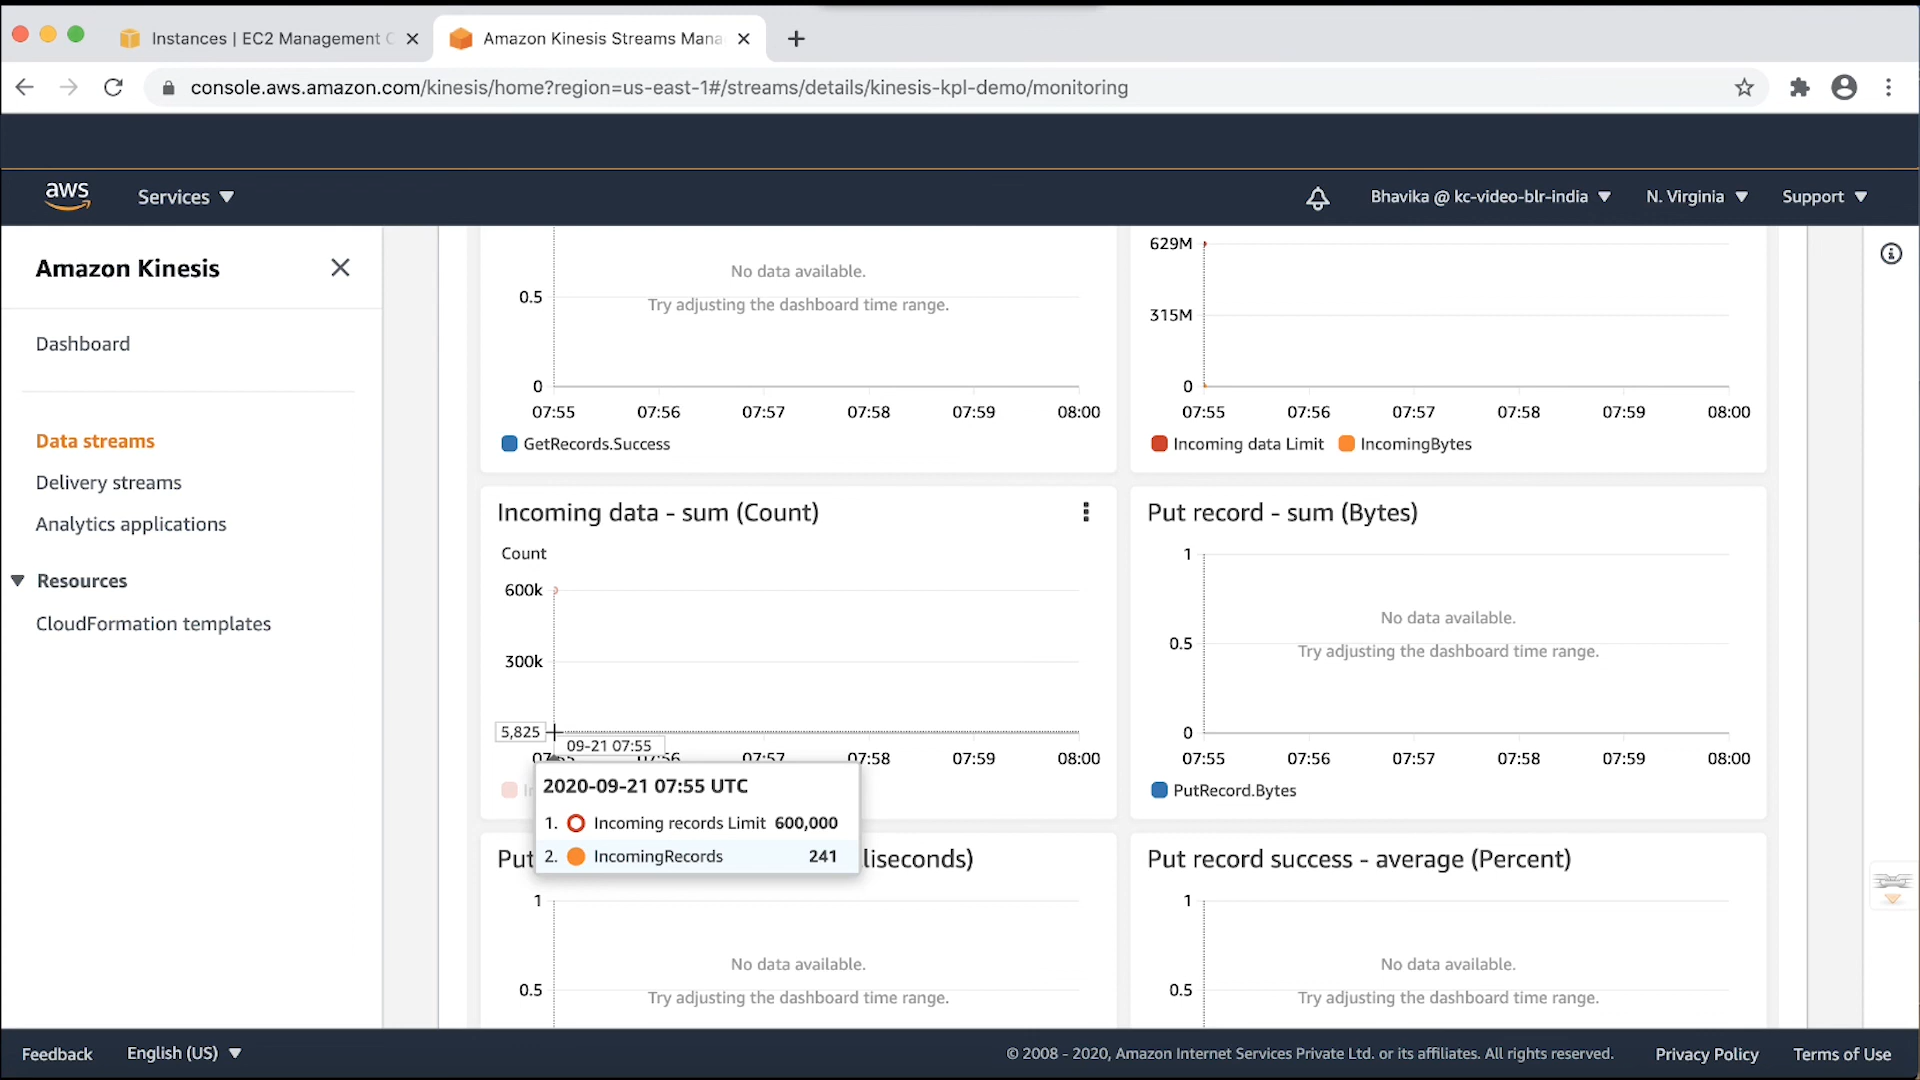 Instances | EC2 Management C
Amazon Kinesis Streams Mana
console.aws.amazon.com/kinesis/home?region=us-east-1#/streams/details/kinesis-kpl-demo/monitoring
aws
Services
Bhavika @ kc-video-blr-india
N. Virginia
Support
Amazon Kinesis
Dashboard
Data streams
Delivery streams
Analytics applications
Resources
CloudFormation templates
No data available.
0.5
Try adjusting the dashboard time range.
0
07:55 07:56 07:57 07:58 07:59 08:00
GetRecords.Success
629M
315M
0
07:55 07:56 07:57 07:58 07:59 08:00
Incoming data Limit IncomingBytes
Incoming data - sum (Count)
Count
600k
300k
5,825
09-21 07:55
07:55 07:56 07:57 07:58 07:59 08:00
2020-09-21 07:55 UTC
1. Incoming records Limit 600,000
2. IncomingRecords 241
Put record - sum (Bytes)
1
No data available.
0.5
Try adjusting the dashboard time range.
0
07:55 07:56 07:57 07:58 07:59 08:00
PutRecord.Bytes
Put liseconds)
1
No data available.
0.5
Try adjusting the dashboard time range.
Put record success - average (Percent)
1
No data available.
0.5
Try adjusting the dashboard time range.
Feedback
English (US)
© 2008 - 2020, Amazon Internet Services Private Ltd. or its affiliates. All rights reserved.
Privacy Policy
Terms of Use